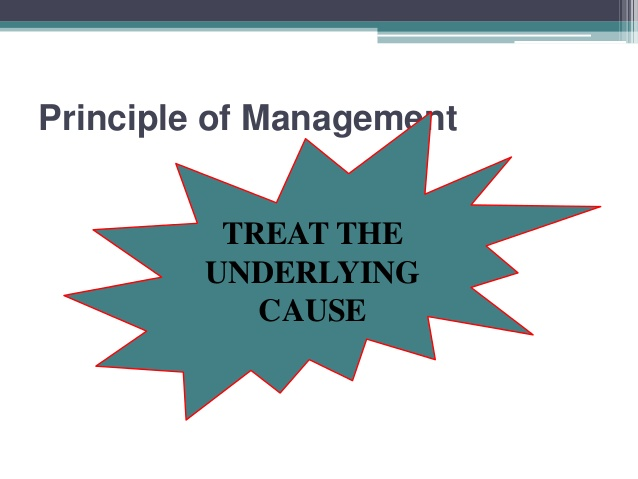 Principle of Management
TREAT THE
UNDERLYING
CAUSE